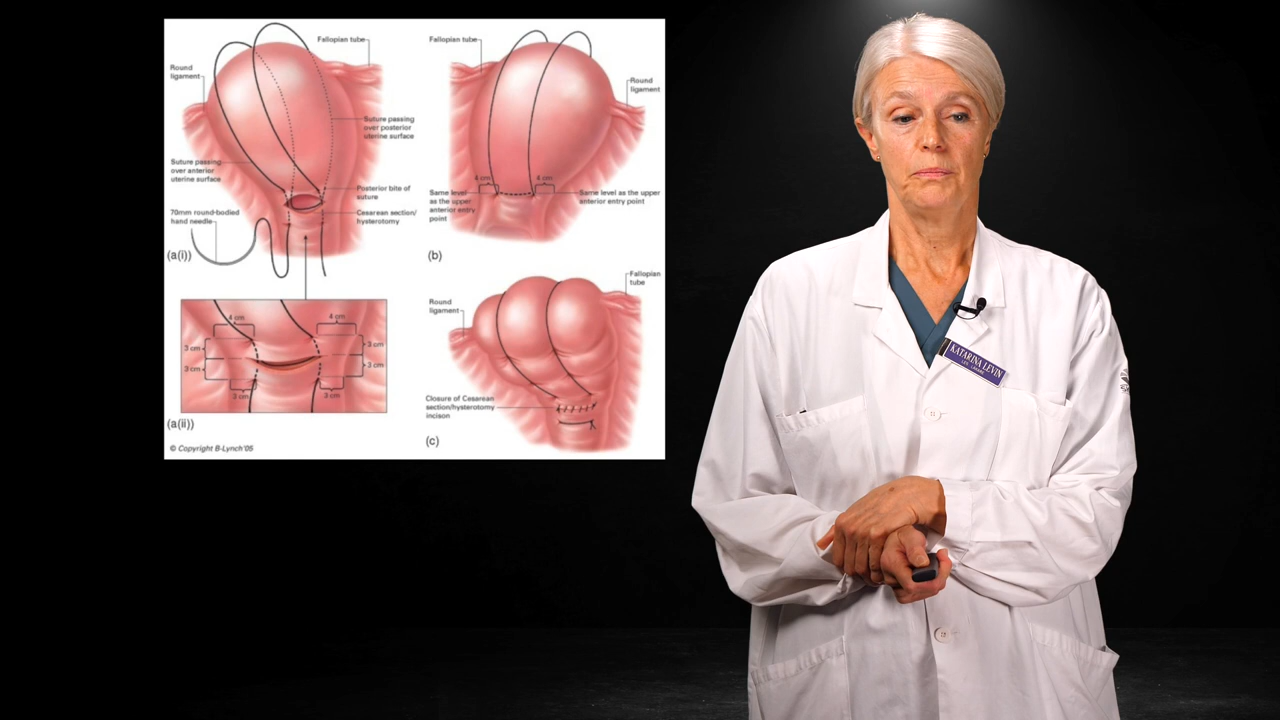 Fallopian tube
Round
ligament
Suture passing
over posterior
uterine surface
Suture passing
over anterior
uterine surface
Posterior bite of
suture
70mm round-bodied
hand needle
Cesarean section/
hysterotomy
(a(i))
4 cm
4 cm
3 cm
3 cm
3 cm
3 cm
3 cm
3 cm
(a(ii))
© Copyright B-Lynch'05
Fallopian tube
Round
ligament
4 cm
4 cm
Same level
as the upper
anterior entry
point
Same level as the upper
anterior entry point
(b)
Fallopian
tube
Round
ligament
Closure of Cesarean
section/hysterotomy
incison
(c)
KATARINA LEVIN